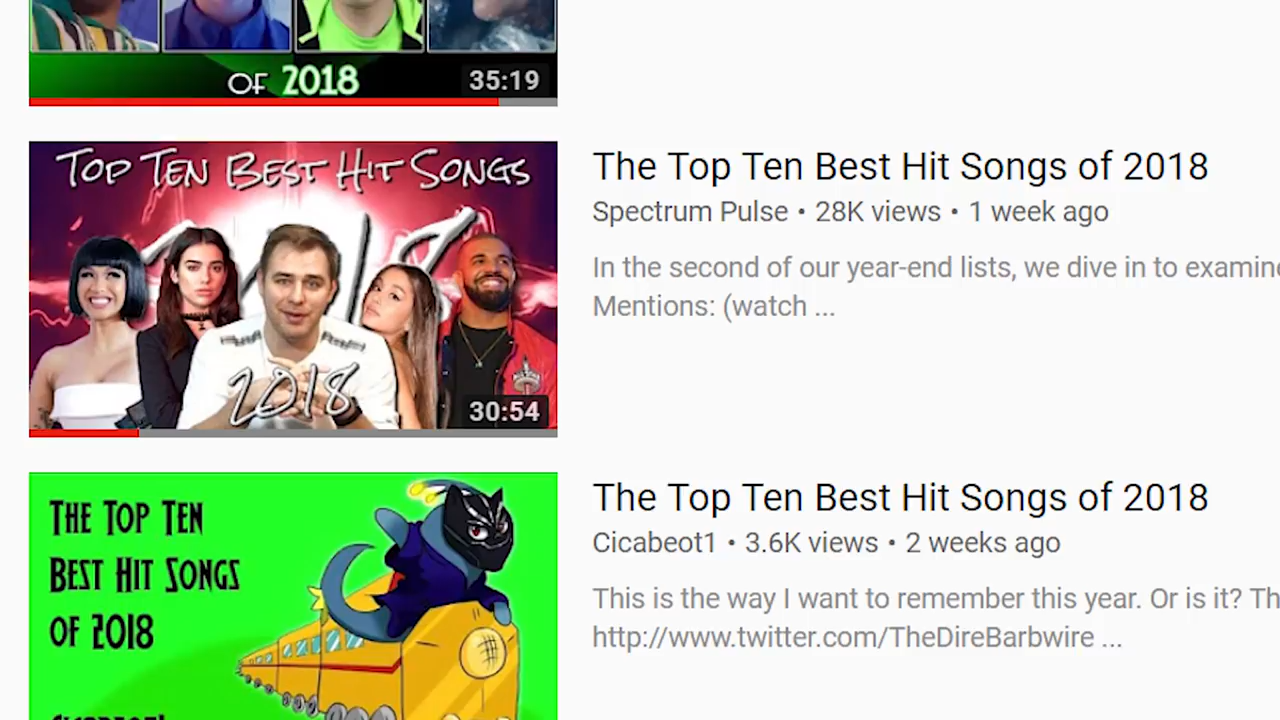 OF 2018
35:19
TOP TEN BEST HIT SONGS
2018
30:54
The Top Ten Best Hit Songs of 2018
Spectrum Pulse • 28K views • 1 week ago
In the second of our year-end lists, we dive in to
Mentions: (watch ...
THE TOP TEN
BEST HIT SONGS
OF 2018
The Top Ten Best Hit Songs of 2018
Cicabeot1 • 3.6K views • 2 weeks ago
This is the way I want to remember this year. Or is it?
http://www.twitter.com/TheDireBarbwire ...